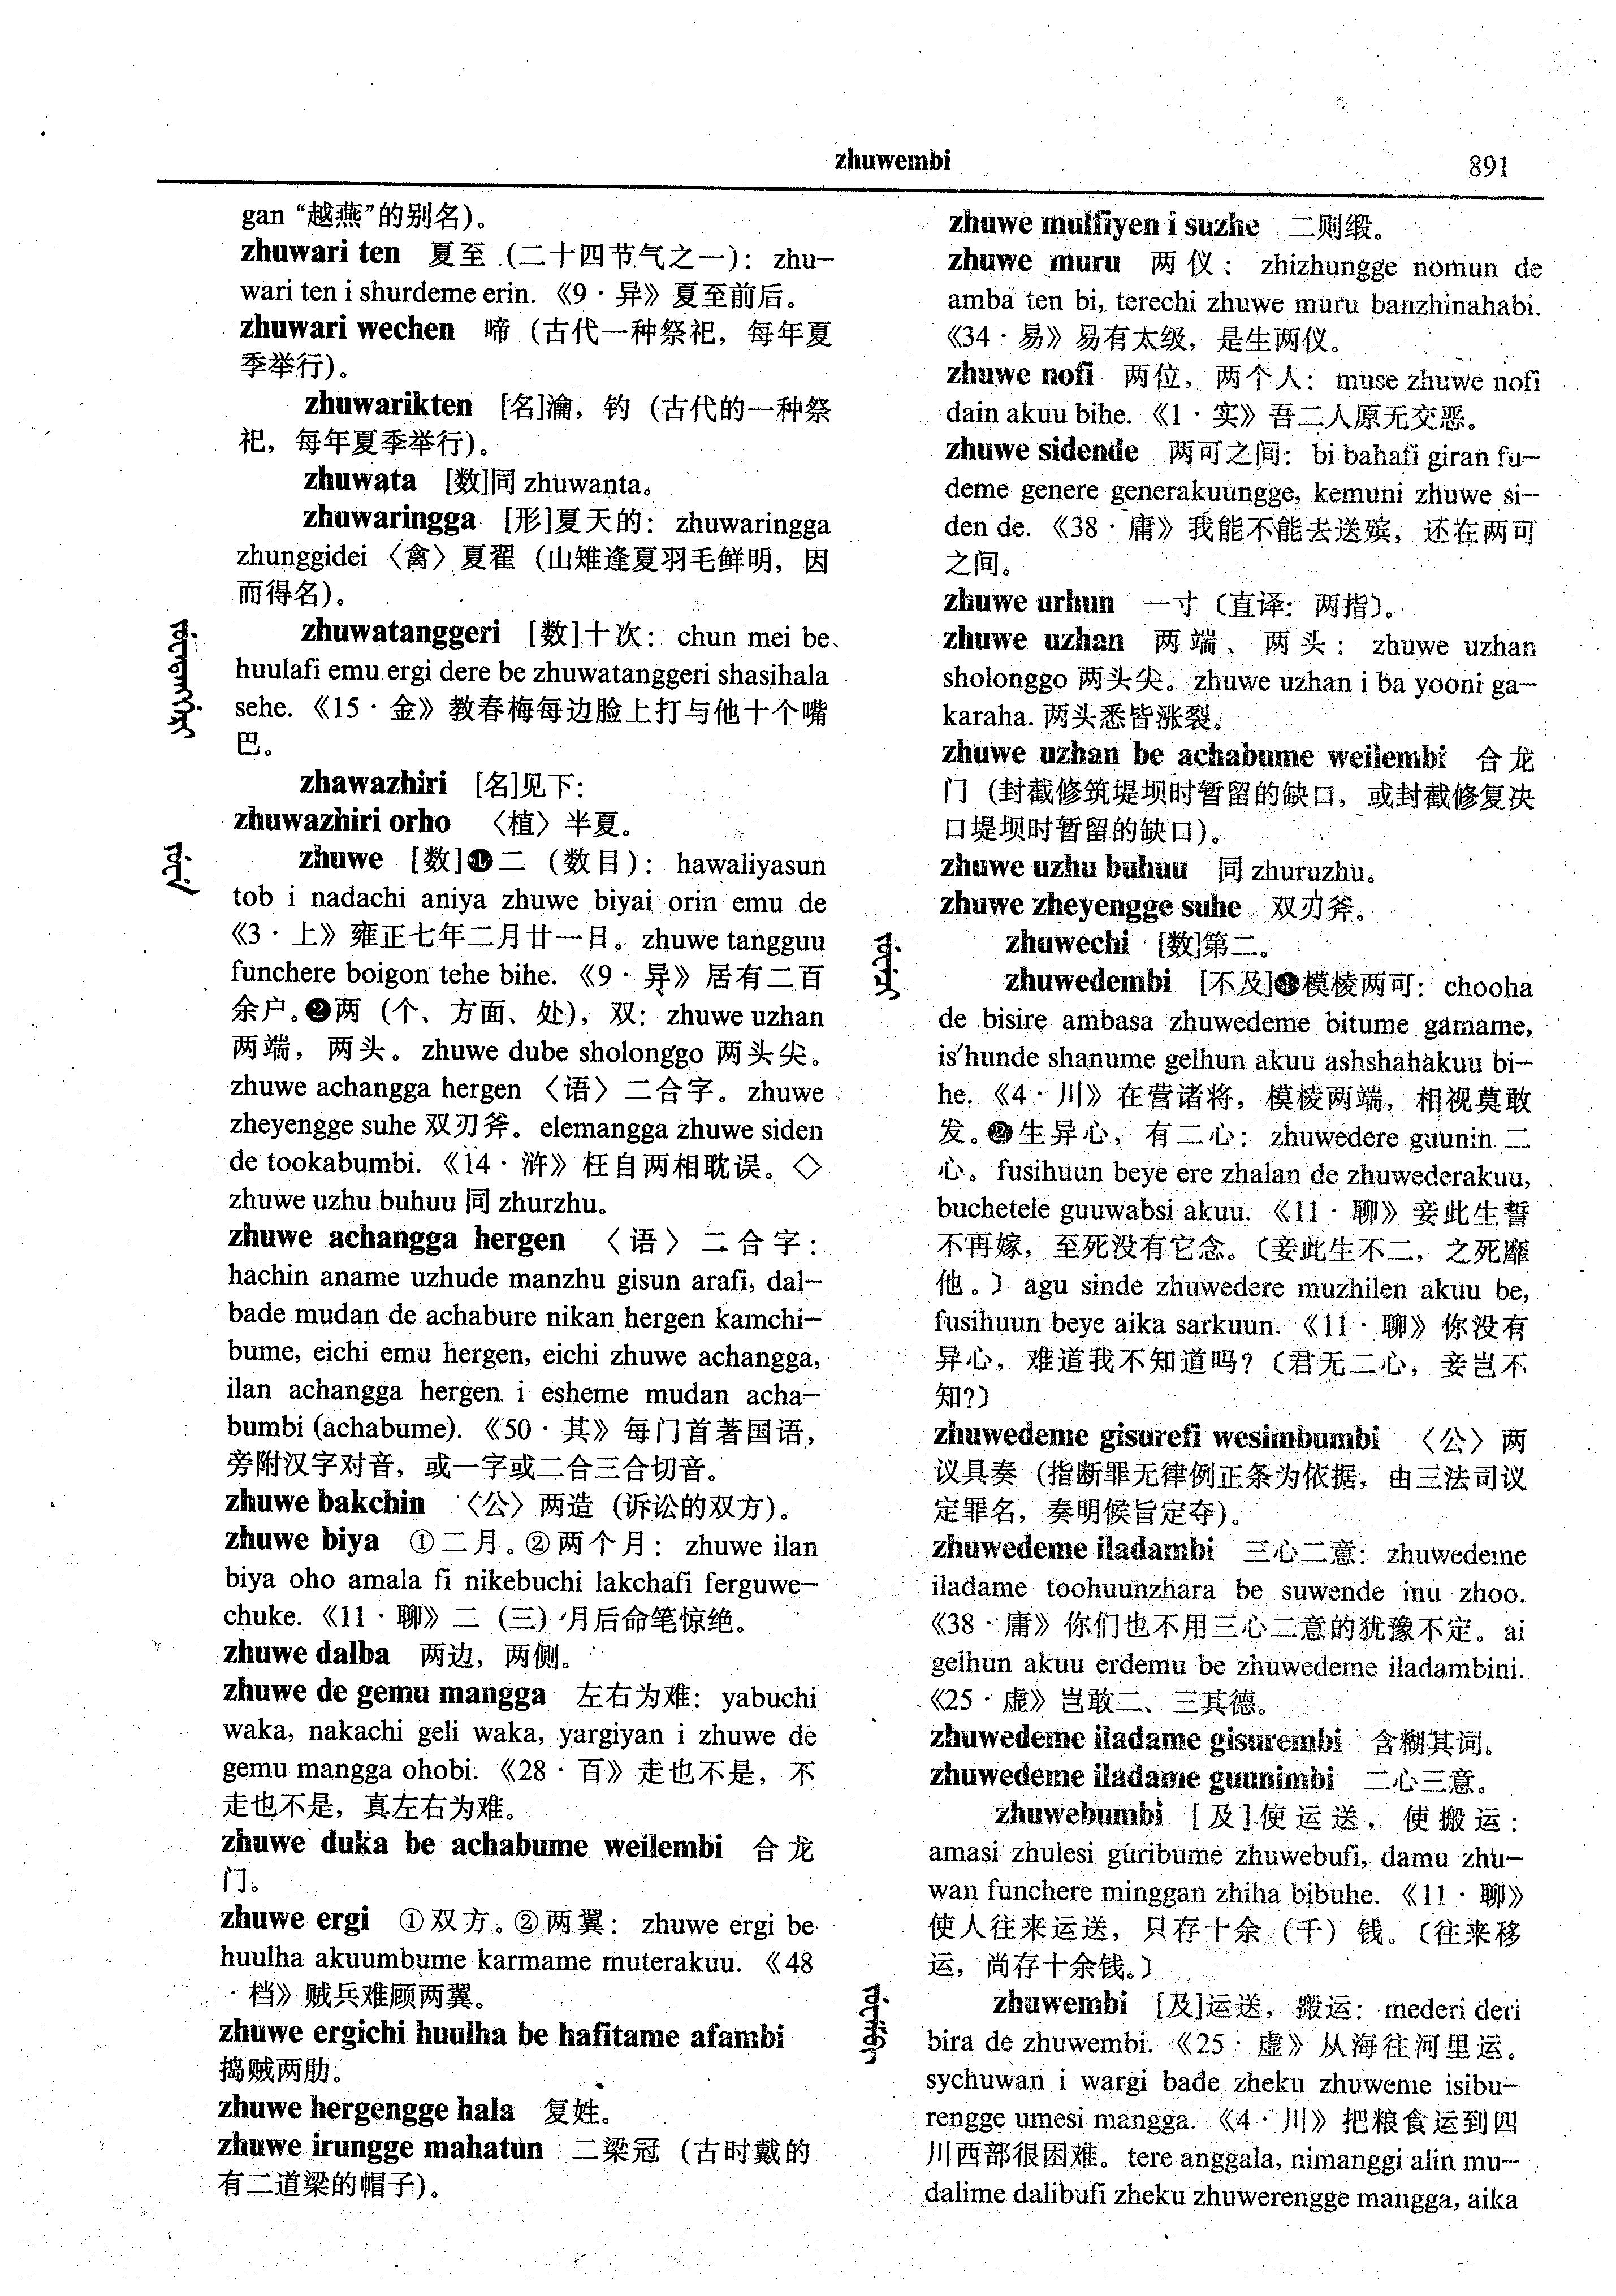 zhuwembi
891
gan “越燕”的别名)。
zhuwari ten 夏至 (二十四节气之一)： zhu—
wari ten i shurdeme erin. 《9 · 异》夏至前后。
zhuwari wechen 啼 (古代一种祭祀，每年夏
季举行)。
zhuwarikten [名]瀹，钓 (古代的一种祭
祀，每年夏季举行)。
zhuwata [数]同 zhuwanta。
zhuwaringga [形]夏天的： zhuwaringga
zhunggidei 〈禽〉夏翟 (山雉逢夏羽毛鲜明，因
而得名)。
zhuwatanggeri [数]十次： chun mei be
huulafi emu ergi dere be zhuwatanggeri shasihala
sehe. 《15 · 金》教春梅每边脸上打与他十个嘴
巴。
zhawazhiri [名]见下：
zhuwazhiri orho 〈植〉半夏。
zhuwe [数]❶二 (数目)： hawaliyasun
tob i nadachi aniya zhuwe biyai orin emu de
《3 · 上》雍正七年二月廿一日。zhuwe tangguu
funchere boigon tehe bihe. 《9 · 异》居有二百
余户。❷两 (个、方面、处)，双： zhuwe uzhan
两端，两头。zhuwe dube sholonggo 两头尖。
zhuwe achangga hergen 〈语〉二合字。zhuwe
zheyengge suhe 双刃斧。elemangga zhuwe siden
de tookabumbi. 《14 · 浒》枉自两相耽误。◇
zhuwe uzhu buhuu 同 zhurzhu。
zhuwe achangga hergen 〈语〉二合字：
hachin aname uzhude manzhu gisun arafi, dal—
bade mudan de achabure nikan hergen kamchi—
bume, eichi emu hergen, eichi zhuwe achangga,
ilan achangga hergen i esheme mudan acha—
bumbi (achabume). 《50 · 其》每门首著国语，
旁附汉字对音，或一字或二合三合切音。
zhuwe bakchin 〈公〉两造 (诉讼的双方)。
zhuwe biya ①二月。②两个月： zhuwe ilan
biya oho amala fi nikebuchi lakchafi ferguwe—
chuke. 《11 · 聊》二 (三) 月后命笔惊绝。
zhuwe dalba 两边，两侧。
zhuwe de gemu mangga 左右为难： yabuchi
waka, nakachi geli waka, yargiyan i zhuwe de
gemu mangga ohobi. 《28 · 百》走也不是，不
走也不是，真左右为难。
zhuwe duka be achabume weilembi 合龙
门。
zhuwe ergi ①双方。②两翼： zhuwe ergi be
huulha akuumbume karmame muterakuu. 《48
· 档》贼兵难顾两翼。
zhuwe ergichi huulha be hafitame afambi
捣贼两肋。
zhuwe hergengge hala 复姓。
zhuwe irungge mahatun 二梁冠 (古时戴的
有二道梁的帽子)。
zhuwe mulfiyen i suzhe 二则缎。
zhuwe muru 两仪： zhizhungge nomun de
amba ten bi, terechi zhuwe muru banzhinahabi.
《34 · 易》易有太级，是生两仪。
zhuwe nofi 两位，两个人： muse zhuwe nofi
dain akuu bihe. 《1 · 实》吾二人原无交恶。
zhuwe sidende 两可之间： bi bahafi giran fu—
deme genere generakuungge, kemuni zhuwe si—
den de. 《38 · 庸》我能不能去送殡，还在两可
之间。
zhuwe urhun 一寸〔直译：两指〕。
zhuwe uzhan 两端、两头： zhuwe uzhan
sholonggo 两头尖。zhuwe uzhan i ba yooni ga—
karaha. 两头悉皆涨裂。
zhuwe uzhan be achabume weilembi 合龙
门 (封截修筑堤坝时暂留的缺口，或封截修复决
口堤坝时暂留的缺口)。
zhuwe uzhu buhuu 同 zhuruzhu。
zhuwe zheyengge suhe 双刃斧。
zhuwechi [数]第二。
zhuwedembi [不及]❶模棱两可： chooha
de bisire ambasa zhuwedeme bitume gamame,
is'hunde shanume gelhun akuu ashshahakuu bi—
he. 《4 · 川》在营诸将，模棱两端，相视莫敢
发。❷生异心，有二心： zhuwedere guunin 二
心。fusihuun beye ere zhalan de zhuwederakuu,
buchetele guuwabsi akuu. 《11 · 聊》妾此生誓
不再嫁，至死没有它念。〔妾此生不二，之死靡
他。〕agu sinde zhuwedere muzhilen akuu be,
fusihuun beye aika sarkuun. 《11 · 聊》你没有
异心，难道我不知道吗?〔君无二心，妾岂不
知?〕
zhuwedeme gisurefi wesimbumbi 〈公〉两
议具奏 (指断罪无律例正条为依据，由三法司议
定罪名，奏明候旨定夺)。
zhuwedeme iladambi 三心二意： zhuwedeme
iladame toohuunzhara be suwende inu zhoo.
《38 · 庸》你们也不用三心二意的犹豫不定。ai
gelhun akuu erdemu be zhuwedeme iladambini.
《25 · 虚》岂敢二、三其德。
zhuwedeme iladame gisurembi 含糊其词。
zhuwedeme iladame guunimbi 二心三意。
zhuwebumbi [及]使运送，使搬运：
amasi zhulesi guribume zhuwebufi, damu zhu—
wan funchere minggan zhiha bibuhe. 《11 · 聊》
使人往来运送，只存十余 (千) 钱。〔往来移
运，尚存十余钱。〕
zhuwembi [及]运送，搬运： mederi deri
bira de zhuwembi. 《25 · 虚》从海往河里运。
sychuwan i wargi bade zheku zhuweme isibu—
rengge umesi mangga. 《4 · 川》把粮食运到四
川西部很困难。tere anggala, nimanggi alin mu—
dalime dalibufi zheku zhuwerengge mangga, aika